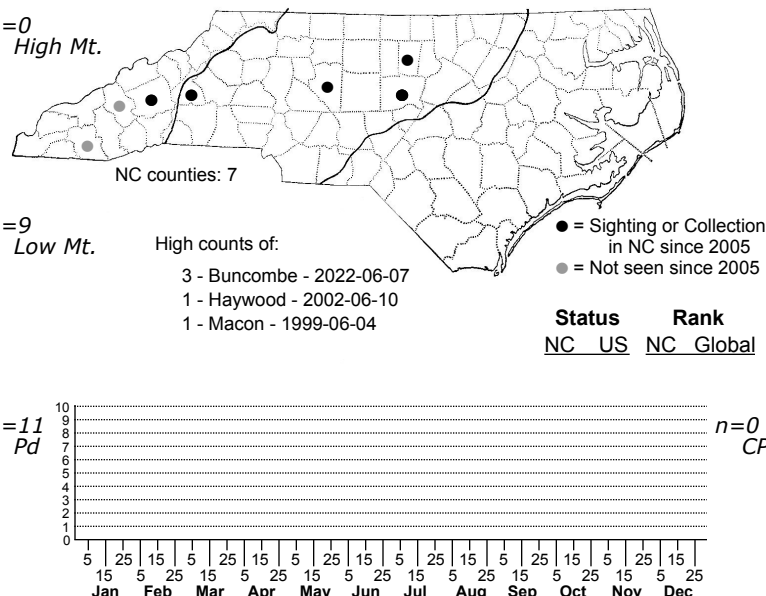 =0
High Mt.
NC counties: 7
=9
Low Mt.
High counts of:
3 - Buncombe - 2022-06-07
1 - Haywood - 2002-06-10
1 - Macon - 1999-06-04
● = Sighting or Collection
in NC since 2005
● = Not seen since 2005
Status Rank
NC US NC Global
=11
Pd
n=0
CP
10
9
8
7
6
5
4
3
2
1
0
5 25 15 5 25 15 5 25 15 5 25 15 5 25 15 5 25 15
15 5 25 15 5 25 15 5 25 15 5 25 15 5 25 15 5 25
Jan Feb Mar Apr May Jun Jul Aug Sep Oct Nov Dec